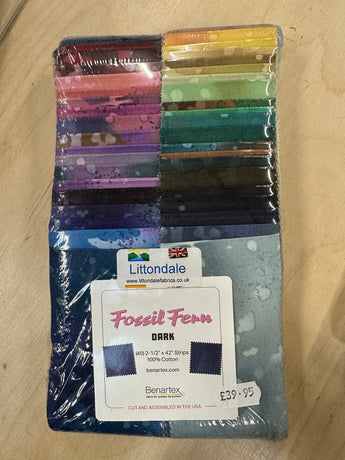 Littondale
www.littondalefabrics.co.uk
Fossil Fern
DARK
(40) 2-1/2" x 42" Strips
100% Cotton
benartex.com
Benartex
CUT AND ASSEMBLED IN THE USA
£39.95